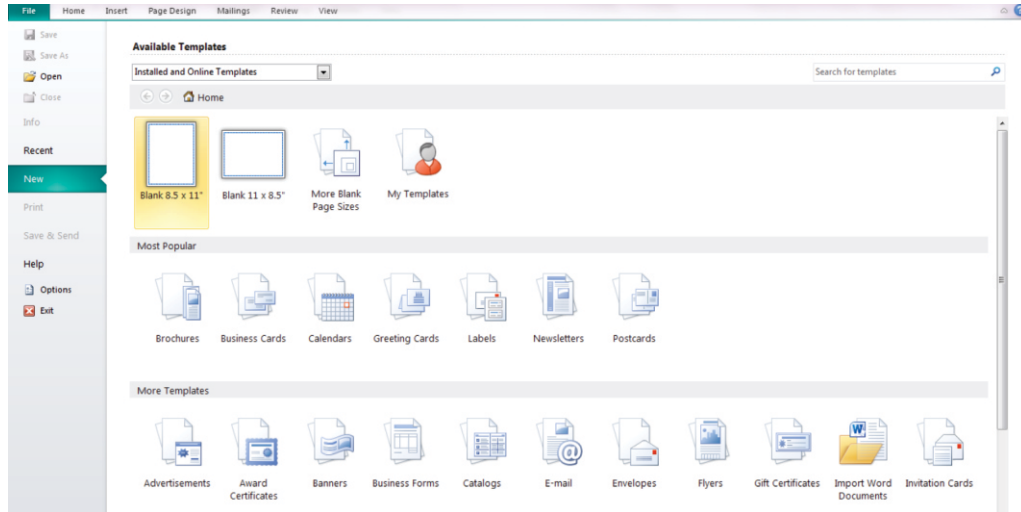 File Home Insert Page Design Mailings Review View
Save
Save As
Open
Close
Info
Recent
New
Print
Save & Send
Help
Options
Exit
Available Templates
Installed and Online Templates
Search for templates
Home
Blank 8.5 x 11"
Blank 11 x 8.5"
More Blank
Page Sizes
My Templates
Most Popular
Brochures
Business Cards
Calendars
Greeting Cards
Labels
Newsletters
Postcards
More Templates
Advertisements
Award
Certificates
Banners
Business Forms
Catalogs
E-mail
Envelopes
Flyers
Gift Certificates
Import Word
Documents
Invitation Cards